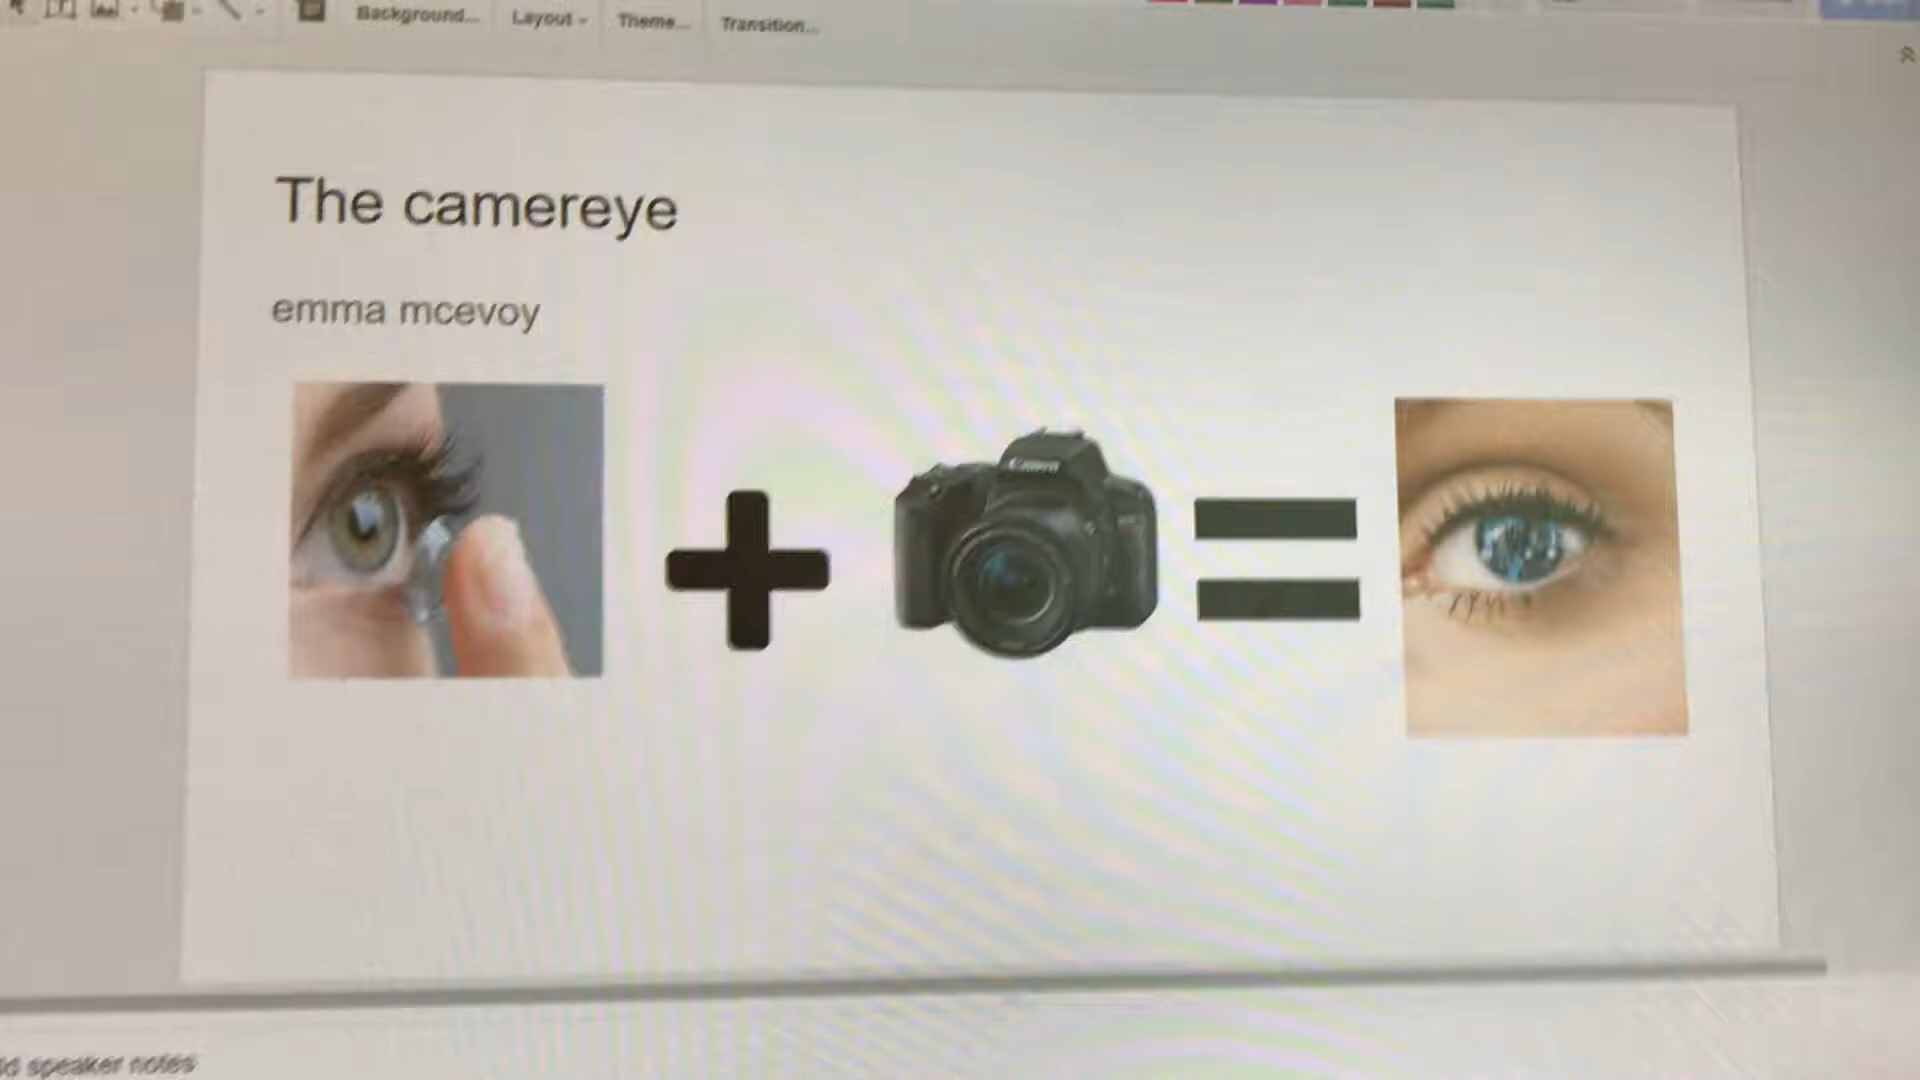 Background...
Layout
Theme...
Transition...
The camereye
emma mcevoy
Canon
speaker notes